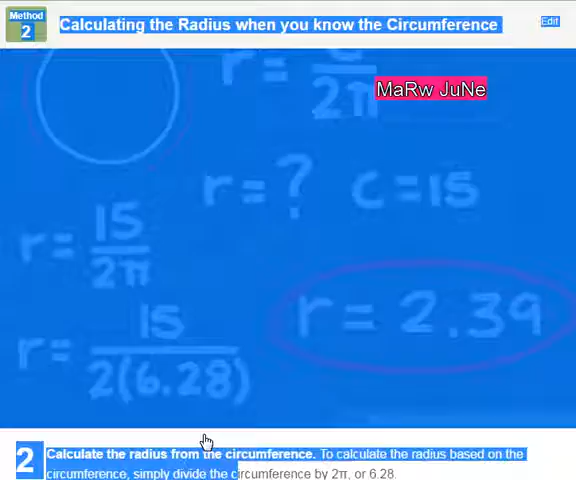 Method
2
Calculating the Radius when you know the Circumference
Edit
r = C/2π
MaRw JuNe
r = ? c = 15
r = 15/2π
r = 15/2(6.28)
r = 2.39
2
Calculate the radius from the circumference. To calculate the radius based on the
circumference, simply divide the circumference by 2π, or 6.28.